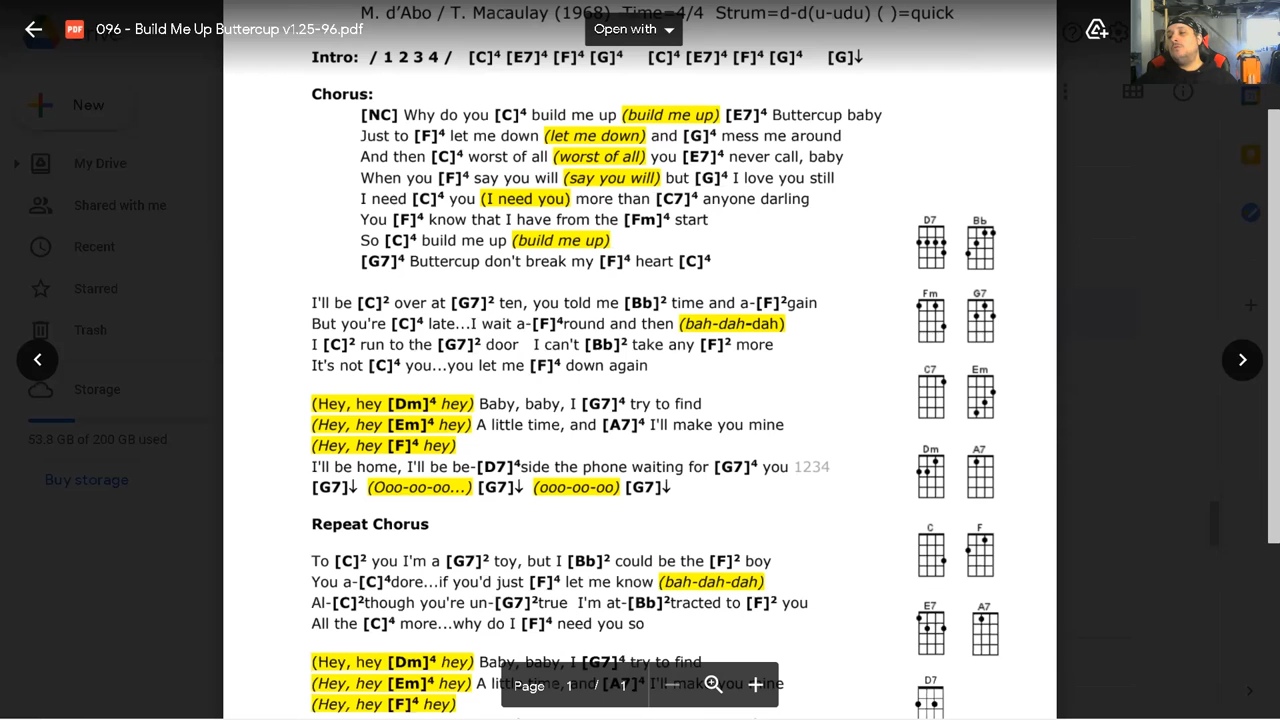 M. d’Abo / T. Macaulay (1968)  Time=4/4  Strum=d-d(u-udu) ( )=quick
PDF 096 - Build Me Up Buttercup v1.25-96.pdf
Open with
Intro:  / 1 2 3 4 /   [C]⁴ [E7]⁴ [F]⁴ [G]⁴     [C]⁴ [E7]⁴ [F]⁴ [G]⁴    [G]↓
Chorus:
[NC] Why do you [C]⁴ build me up (build me up) [E7]⁴ Buttercup baby
Just to [F]⁴ let me down (let me down) and [G]⁴ mess me around
And then [C]⁴ worst of all (worst of all) you [E7]⁴ never call, baby
When you [F]⁴ say you will (say you will) but [G]⁴ I love you still
I need [C]⁴ you (I need you) more than [C7]⁴ anyone darling
You [F]⁴ know that I have from the [Fm]⁴ start
So [C]⁴ build me up (build me up)
[G7]⁴ Buttercup don't break my [F]⁴ heart [C]⁴
I'll be [C]² over at [G7]² ten, you told me [Bb]² time and a-[F]²gain
But you're [C]⁴ late...I wait a-[F]⁴round and then (bah-dah-dah)
I [C]² run to the [G7]² door   I can't [Bb]² take any [F]² more
It's not [C]⁴ you...you let me [F]⁴ down again
(Hey, hey [Dm]⁴ hey) Baby, baby, I [G7]⁴ try to find
(Hey, hey [Em]⁴ hey) A little time, and [A7]⁴ I'll make you mine
(Hey, hey [F]⁴ hey)
I'll be home, I'll be be-[D7]⁴side the phone waiting for [G7]⁴ you 1234
[G7]↓  (Ooo-oo-oo...) [G7]↓  (ooo-oo-oo) [G7]↓
Repeat Chorus
To [C]² you I'm a [G7]² toy, but I [Bb]² could be the [F]² boy
You a-[C]⁴dore...if you'd just [F]⁴ let me know (bah-dah-dah)
Al-[C]²though you're un-[G7]²true  I'm at-[Bb]²tracted to [F]² you
All the [C]⁴ more...why do I [F]⁴ need you so
(Hey, hey [Dm]⁴ hey) Baby, baby, I [G7]⁴ try to find
(Hey, hey [Em]⁴ hey) A little time, and [A7]⁴ I'll make you mine
(Hey, hey [F]⁴ hey)
D7 Bb
Fm G7
C7 Em
Dm A7
C F
E7 A7
D7
New
My Drive
Shared with me
Recent
Starred
Trash
Storage
53.8 GB of 200 GB used
Buy storage
Page 1 / 1